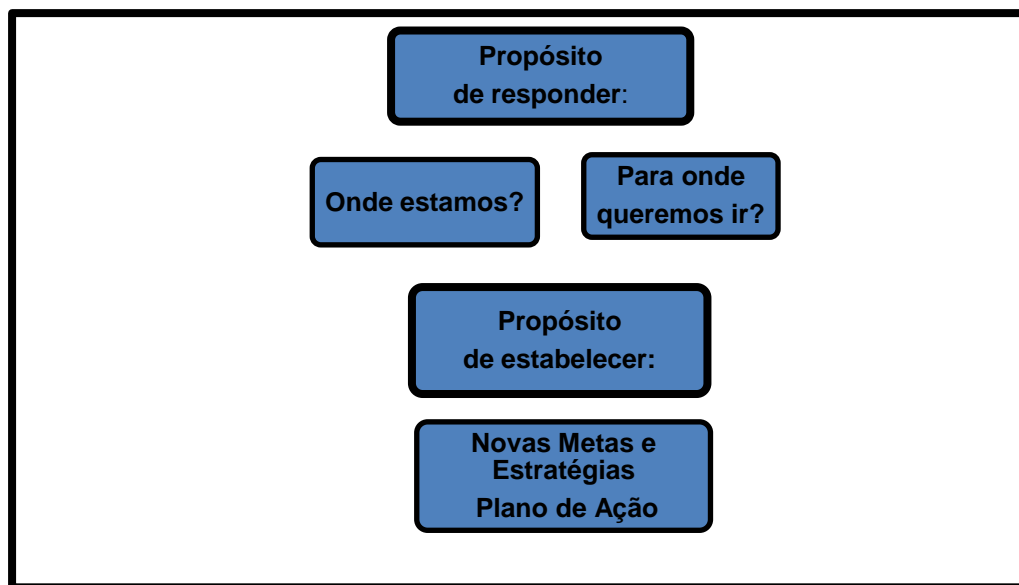 Propósito
de responder:
Onde estamos?
Para onde
queremos ir?
Propósito
de estabelecer:
Novas Metas e
Estratégias
Plano de Ação